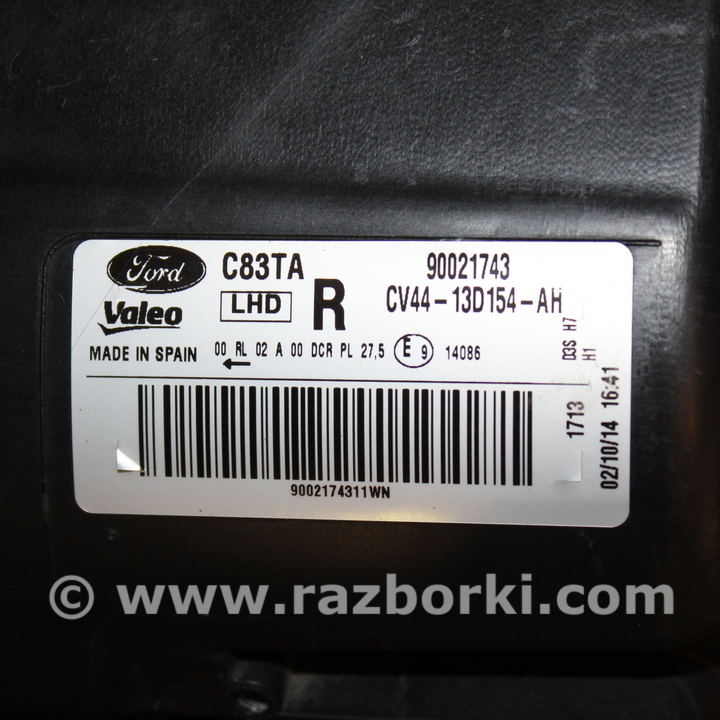 Ford C83TA 90021743
Valeo LHD R CV44-13D154-AH
MADE IN SPAIN 00 RL 02 A 00 DCR PL 27,5 E 9 14086
D3S H7
H1
1713
02/10/14 16:41
9002174311WN
© www.razborki.com